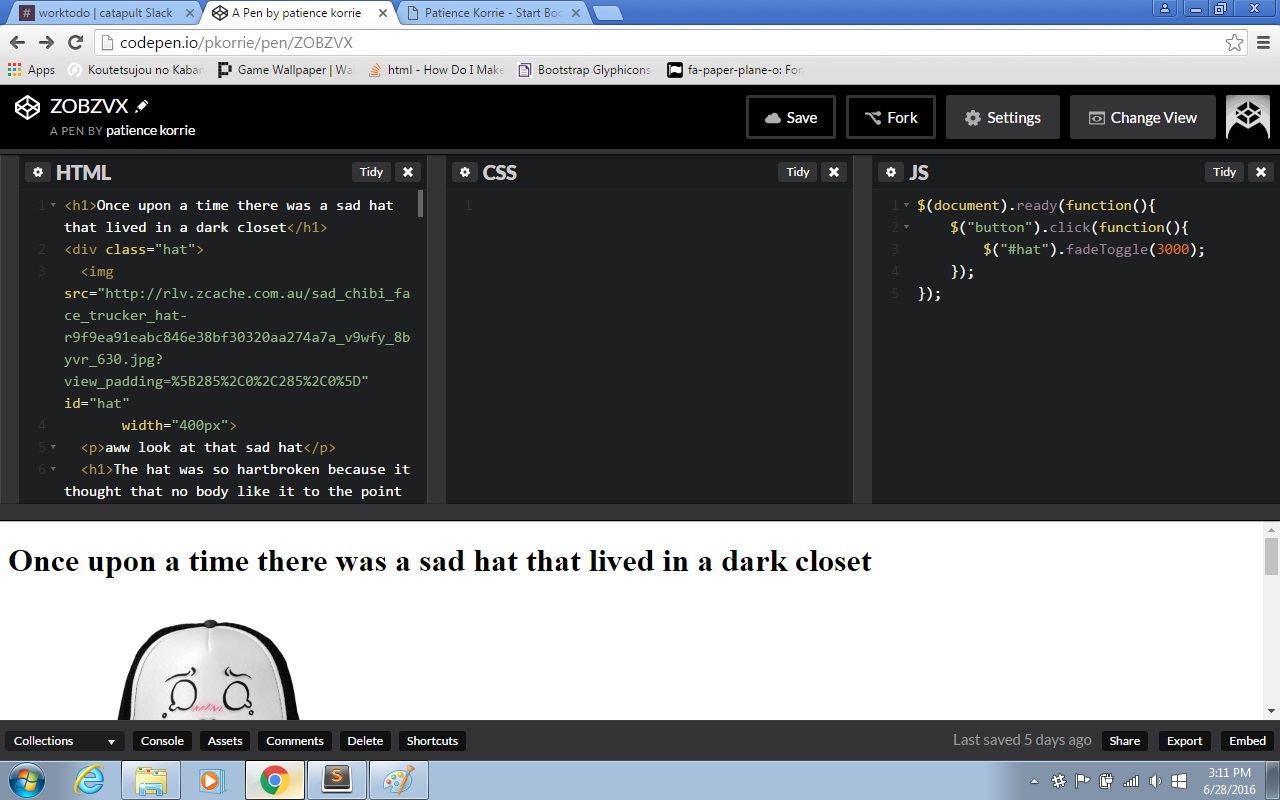 worktodo | catapult Slack
A Pen by patience korrie
Patience Korrie - Start Boo
codepen.io/pkorrie/pen/ZOBZVX
Apps
Koutetsujou no Kaban
Game Wallpaper | Wa
html - How Do I Make
Bootstrap Glyphicons
fa-paper-plane-o: Fon
ZOBZVX
A PEN BY patience korrie
Save
Fork
Settings
Change View
HTML
Tidy
1 <h1>Once upon a time there was a sad hat
that lived in a dark closet</h1>
2 <div class="hat">
3 <img
src="http://rlv.zcache.com.au/sad_chibi_fa
ce_trucker_hat-
r9f9ea91eabc846e38bf30320aa274a7a_v9wfy_8b
yvr_630.jpg?
view_padding=%5B285%2C0%2C285%2C0%5D"
id="hat"
4 width="400px">
5 <p>aww look at that sad hat</p>
6 <h1>The hat was so hartbroken because it
thought that no body like it to the point
CSS
Tidy
1
JS
Tidy
1 $(document).ready(function(){
2 $("button").click(function(){
3 $("#hat").fadeToggle(3000);
4 });
5 });
Once upon a time there was a sad hat that lived in a dark closet
Collections
Console
Assets
Comments
Delete
Shortcuts
Last saved 5 days ago
Share
Export
Embed
3:11 PM
6/28/2016